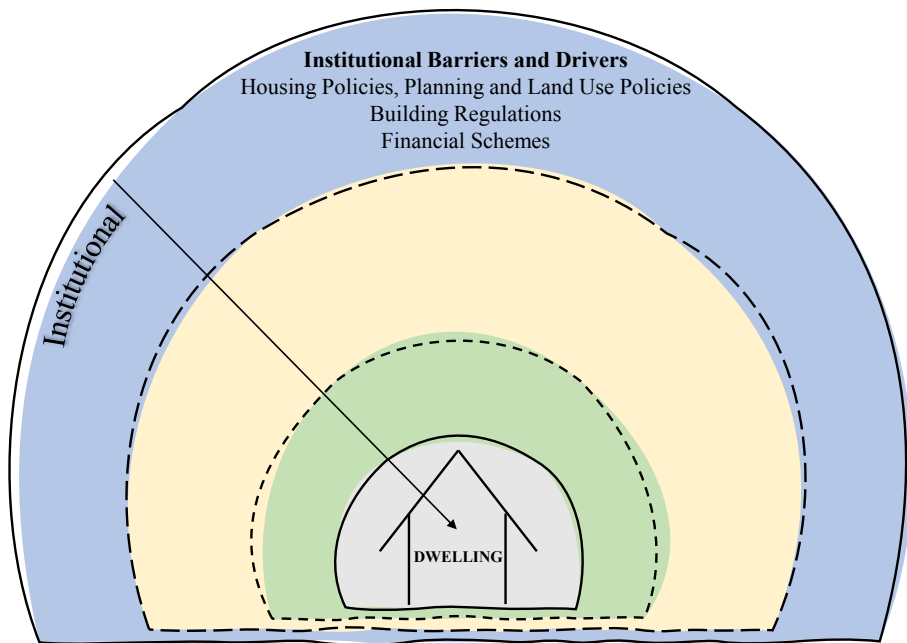 Institutional Barriers and Drivers
Housing Policies, Planning and Land Use Policies
Building Regulations
Financial Schemes
Institutional
DWELLING